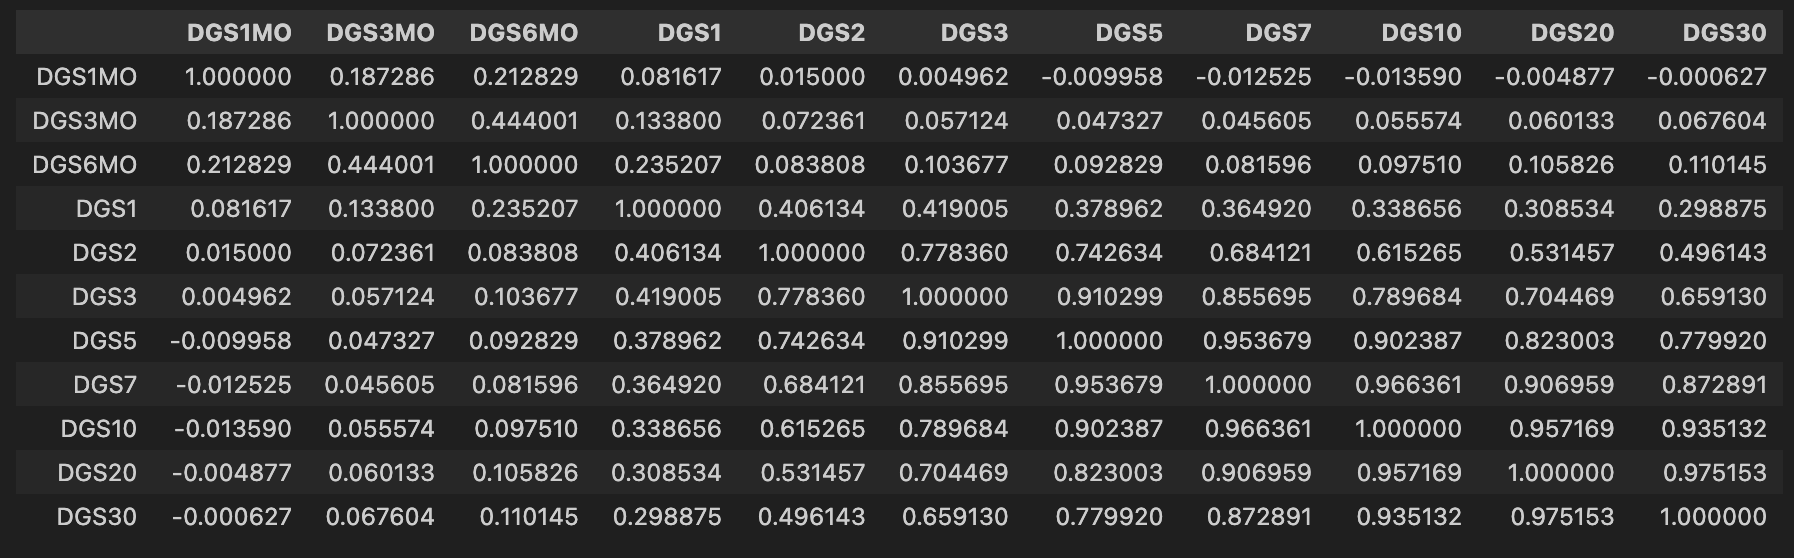 DGS1MO DGS3MO DGS6MO DGS1 DGS2 DGS3 DGS5 DGS7 DGS10 DGS20 DGS30
DGS1MO 1.000000 0.187286 0.212829 0.081617 0.015000 0.004962 -0.009958 -0.012525 -0.013590 -0.004877 -0.000627
DGS3MO 0.187286 1.000000 0.444001 0.133800 0.072361 0.057124 0.047327 0.045605 0.055574 0.060133 0.067604
DGS6MO 0.212829 0.444001 1.000000 0.235207 0.083808 0.103677 0.092829 0.081596 0.097510 0.105826 0.110145
DGS1 0.081617 0.133800 0.235207 1.000000 0.406134 0.419005 0.378962 0.364920 0.338656 0.308534 0.298875
DGS2 0.015000 0.072361 0.083808 0.406134 1.000000 0.778360 0.742634 0.684121 0.615265 0.531457 0.496143
DGS3 0.004962 0.057124 0.103677 0.419005 0.778360 1.000000 0.910299 0.855695 0.789684 0.704469 0.659130
DGS5 -0.009958 0.047327 0.092829 0.378962 0.742634 0.910299 1.000000 0.953679 0.902387 0.823003 0.779920
DGS7 -0.012525 0.045605 0.081596 0.364920 0.684121 0.855695 0.953679 1.000000 0.966361 0.906959 0.872891
DGS10 -0.013590 0.055574 0.097510 0.338656 0.615265 0.789684 0.902387 0.966361 1.000000 0.957169 0.935132
DGS20 -0.004877 0.060133 0.105826 0.308534 0.531457 0.704469 0.823003 0.906959 0.957169 1.000000 0.975153
DGS30 -0.000627 0.067604 0.110145 0.298875 0.496143 0.659130 0.779920 0.872891 0.935132 0.975153 1.000000